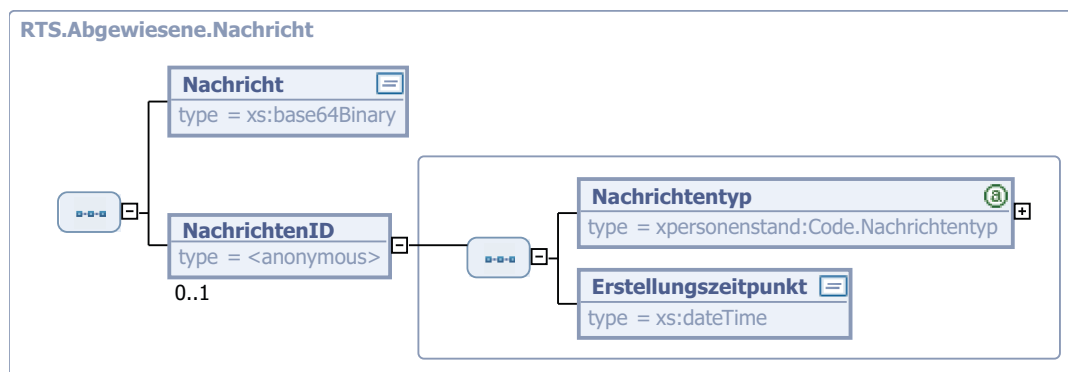 RTS.Abgewiesene.Nachricht
Nachricht
type = xs:base64Binary
NachrichtenID
type = <anonymous>
0..1
Nachrichtentyp
a
type = xpersonenstand:Code.Nachrichtentyp
Erstellungszeitpunkt
type = xs:dateTime